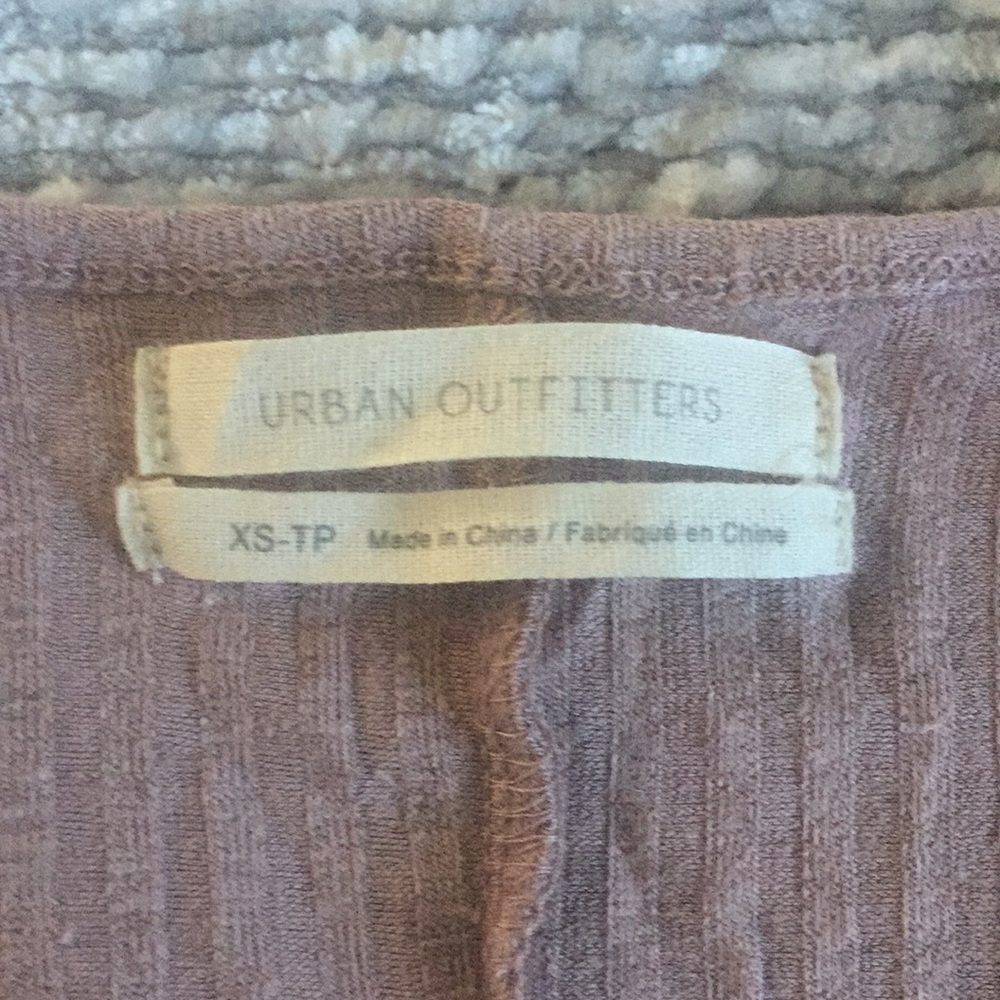 URBAN OUTFITTERS
XS-TP Made in China / Fabriqué en Chine